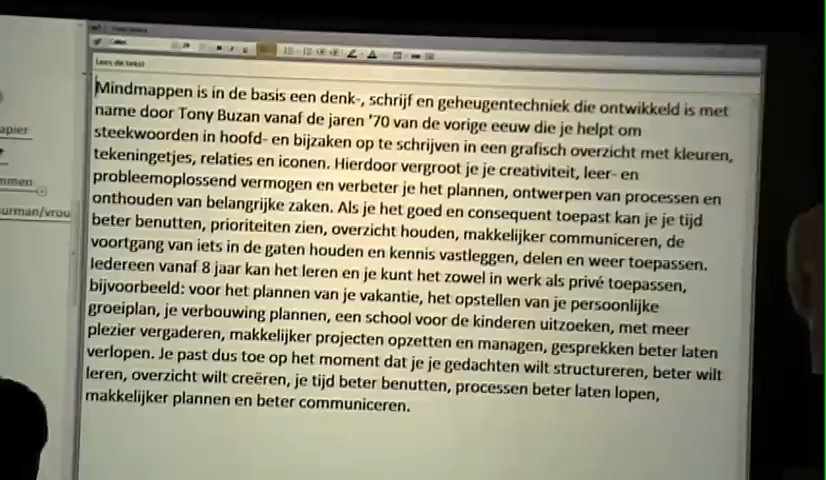 Lees de tekst
Mindmappen is in de basis een denk-, schrijf en geheugentechniek die ontwikkeld is met
name door Tony Buzan vanaf de jaren '70 van de vorige eeuw die je helpt om
steekwoorden in hoofd- en bijzaken op te schrijven in een grafisch overzicht met kleuren,
tekeningetjes, relaties en iconen. Hierdoor vergroot je je creativiteit, leer- en
probleemoplossend vermogen en verbeter je het plannen, ontwerpen van processen en
onthouden van belangrijke zaken. Als je het goed en consequent toepast kan je je tijd
beter benutten, prioriteiten zien, overzicht houden, makkelijker communiceren, de
voortgang van iets in de gaten houden en kennis vastleggen, delen en weer toepassen.
Iedereen vanaf 8 jaar kan het leren en je kunt het zowel in werk als privé toepassen,
bijvoorbeeld: voor het plannen van je vakantie, het opstellen van je persoonlijke
groeiplan, je verbouwing plannen, een school voor de kinderen uitzoeken, met meer
plezier vergaderen, makkelijker projecten opzetten en managen, gesprekken beter laten
verlopen. Je past dus toe op het moment dat je je gedachten wilt structureren, beter wilt
leren, overzicht wilt creëren, je tijd beter benutten, processen beter laten lopen,
makkelijker plannen en beter communiceren.
apier
mmen
urman/vrou